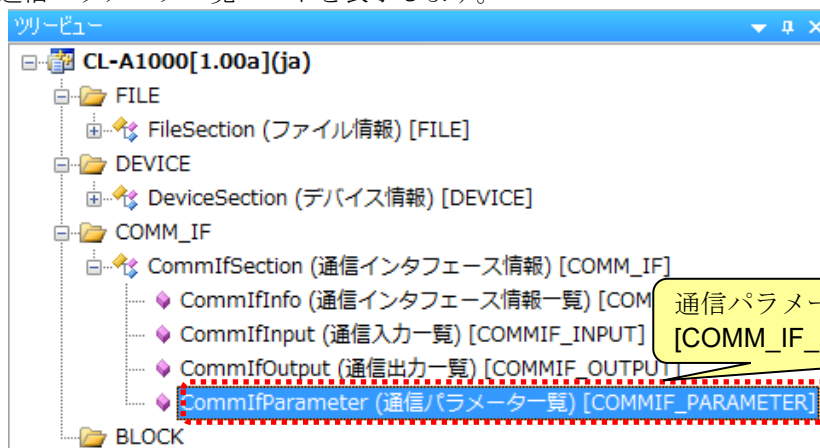 ツリービュー
CL-A1000[1.00a](ja)
FILE
FileSection (ファイル情報) [FILE]
DEVICE
DeviceSection (デバイス情報) [DEVICE]
COMM_IF
CommIfSection (通信インタフェース情報) [COMM_IF]
CommIfInfo (通信インタフェース情報一覧) [COM
通信パラメー
[COMM_IF_
CommIfInput (通信入力一覧) [COMMIF_INPUT]
CommIfOutput (通信出力一覧) [COMMIF_OUTPUT]
CommIfParameter (通信パラメータ一覧) [COMMIF_PARAMETER]
BLOCK